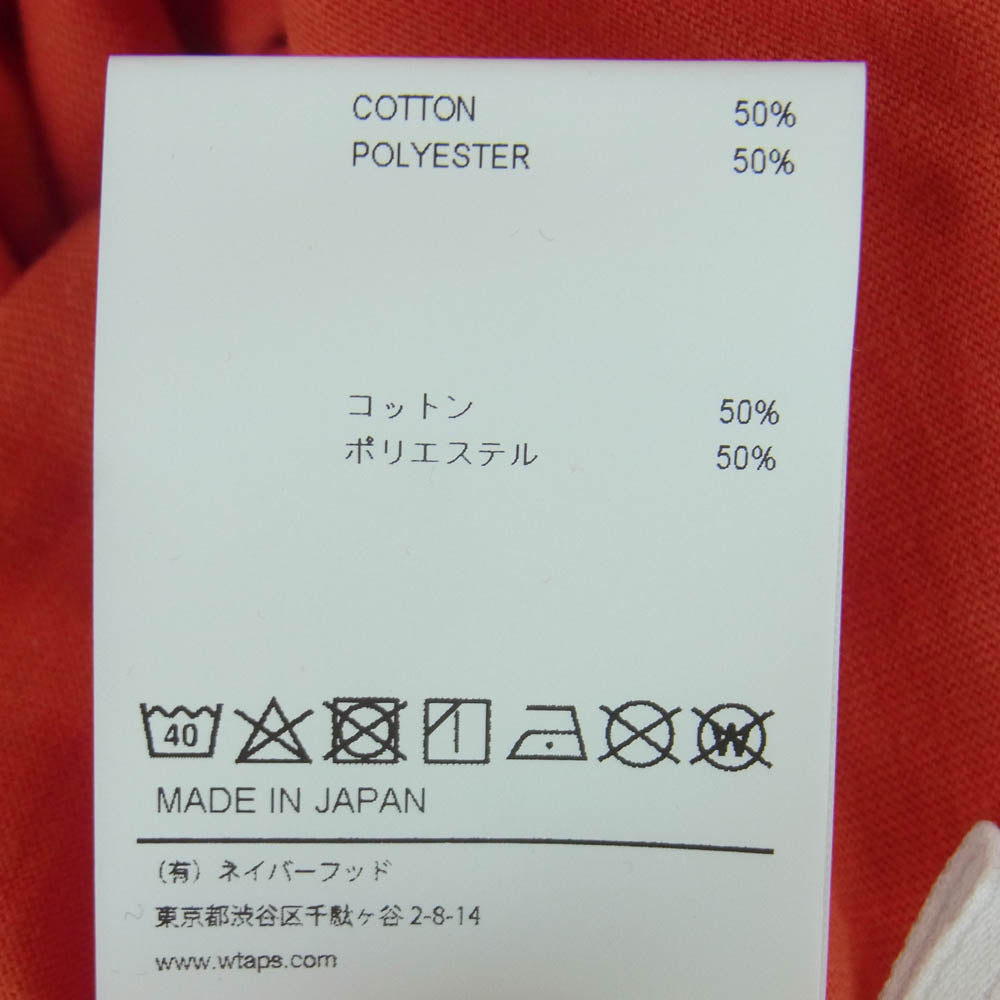 COTTON 50%
POLYESTER 50%
コットン 50%
ポリエステル 50%
40 W
MADE IN JAPAN
(有) ネイバーフッド
東京都渋谷区千駄ヶ谷 2-8-14
www.wtaps.com